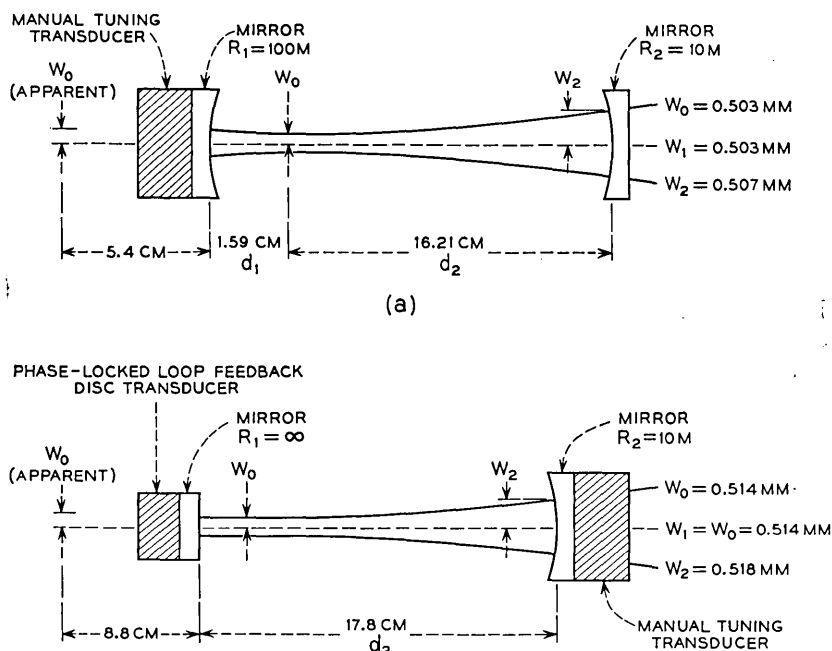 MANUAL TUNING
TRANSDUCER
MIRROR
R₁ = 100M
MIRROR
R₂ = 10 M
W₀
(APPARENT)
W₀
W₂
W₀ = 0.503 MM
W₁ = 0.503 MM
W₂ = 0.507 MM
5.4 CM
1.59 CM
d₁
16.21 CM
d₂
(a)
PHASE-LOCKED LOOP FEEDBACK
DISC TRANSDUCER
MIRROR
R₁ = ∞
MIRROR
R₂ = 10 M
W₀
(APPARENT)
W₀
W₂
W₀ = 0.514 MM
W₁ = W₀ = 0.514 MM
W₂ = 0.518 MM
8.8 CM
17.8 CM
MANUAL TUNING
TRANSDUCER